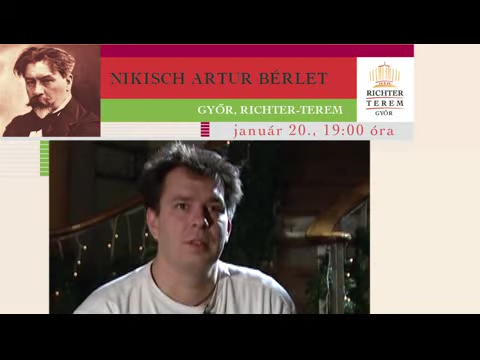 NIKISCH ARTUR BÉRLET
GYŐR, RICHTER-TEREM
január 20., 19:00 óra
RICHTER
TEREM
GYŐR